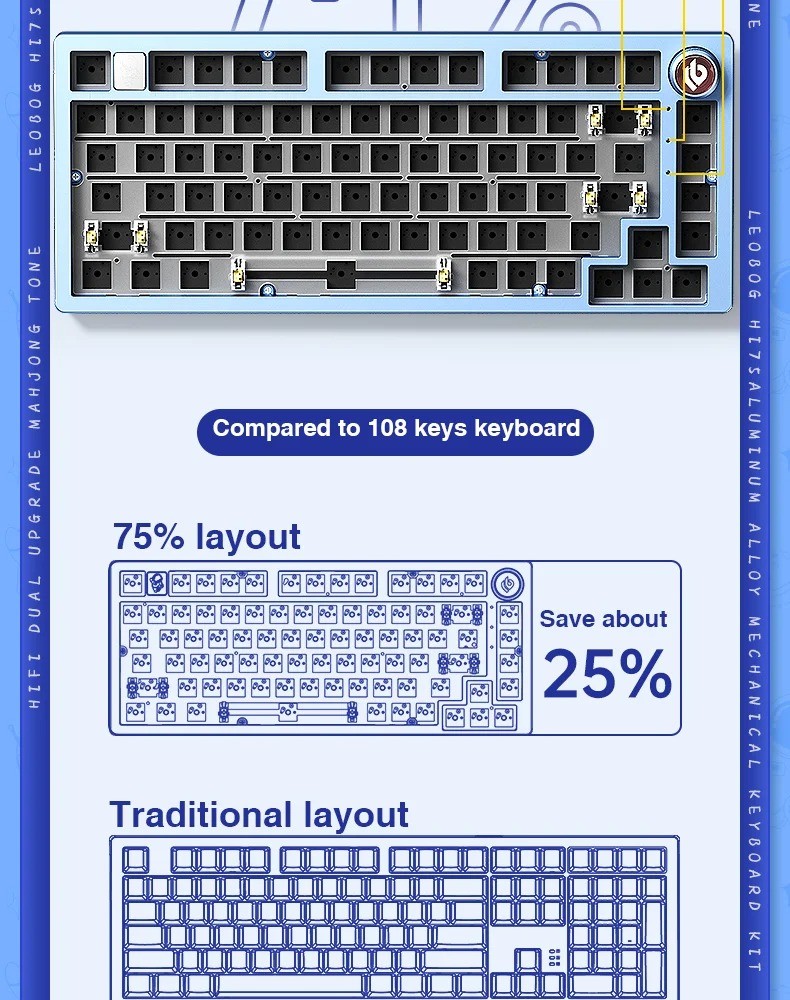 LEOBOG HI75
HIFI DUAL UPGRADE MAHJONG TONE
NE
LEOBOG HI75ALUMINUM ALLOY MECHANICAL KEYBOARD KIT
Compared to 108 keys keyboard
75% layout
Save about
25%
Traditional layout